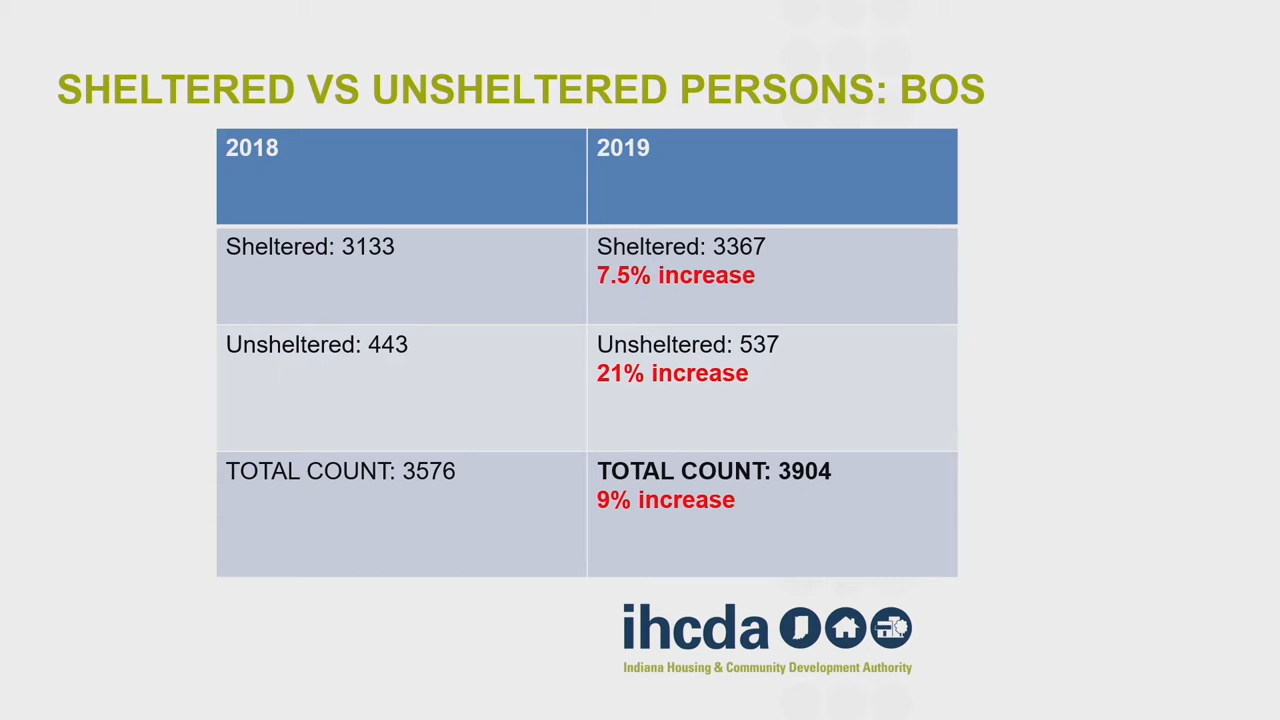 SHELTERED VS UNSHELTERED PERSONS: BOS
2018
2019
Sheltered: 3133
Sheltered: 3367
7.5% increase
Unsheltered: 443
Unsheltered: 537
21% increase
TOTAL COUNT: 3576
TOTAL COUNT: 3904
9% increase
ihcda
Indiana Housing & Community Development Authority